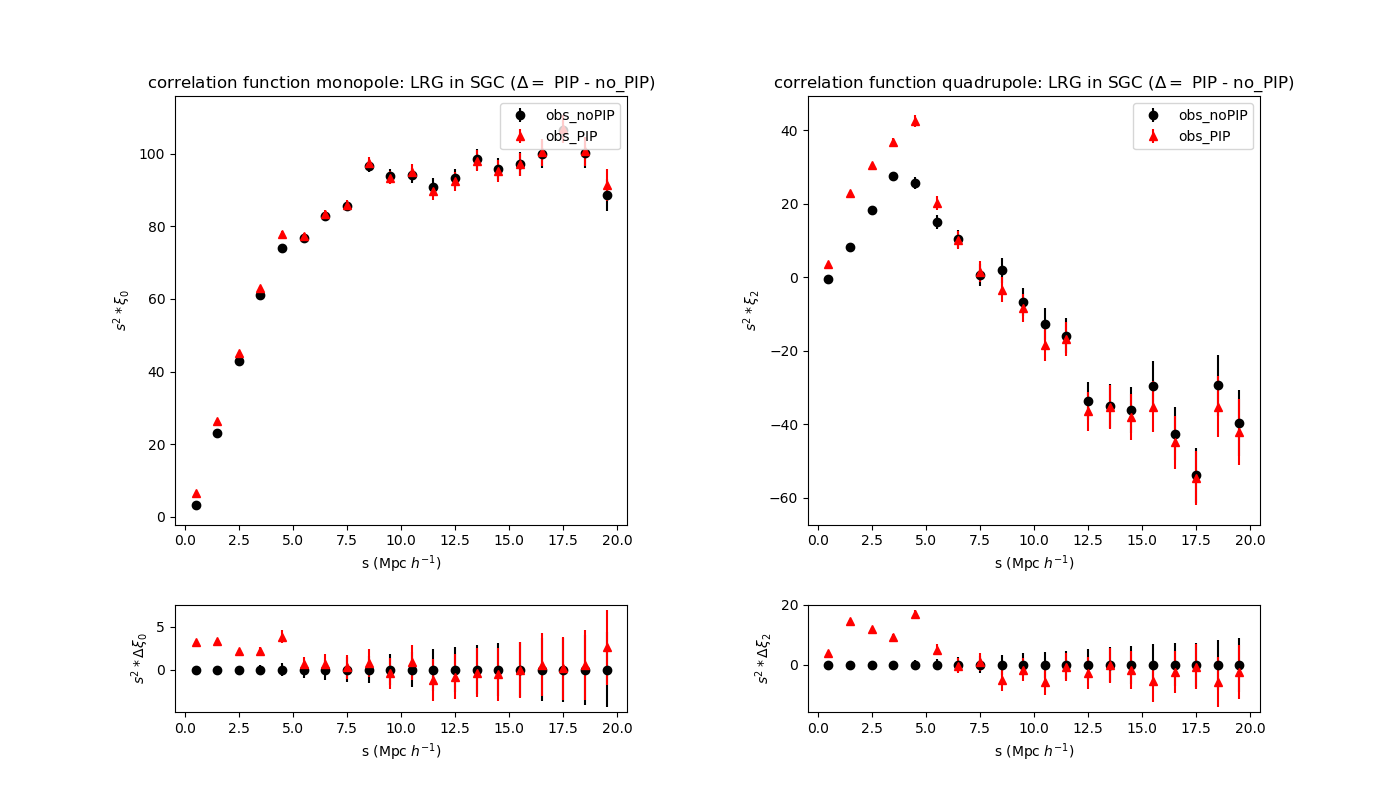 correlation function monopole: LRG in SGC (Δ = PIP - no_PIP)
obs_noPIP
obs_PIP
100
80
60
40
20
0
s² * ξ₀
0.0 2.5 5.0 7.5 10.0 12.5 15.0 17.5 20.0
s (Mpc h⁻¹)
5
0
s² * Δξ₀
0.0 2.5 5.0 7.5 10.0 12.5 15.0 17.5 20.0
s (Mpc h⁻¹)
correlation function quadrupole: LRG in SGC (Δ = PIP - no_PIP)
obs_noPIP
obs_PIP
40
20
0
−20
−40
−60
s² * ξ₂
0.0 2.5 5.0 7.5 10.0 12.5 15.0 17.5 20.0
s (Mpc h⁻¹)
20
0
s² * Δξ₂
0.0 2.5 5.0 7.5 10.0 12.5 15.0 17.5 20.0
s (Mpc h⁻¹)